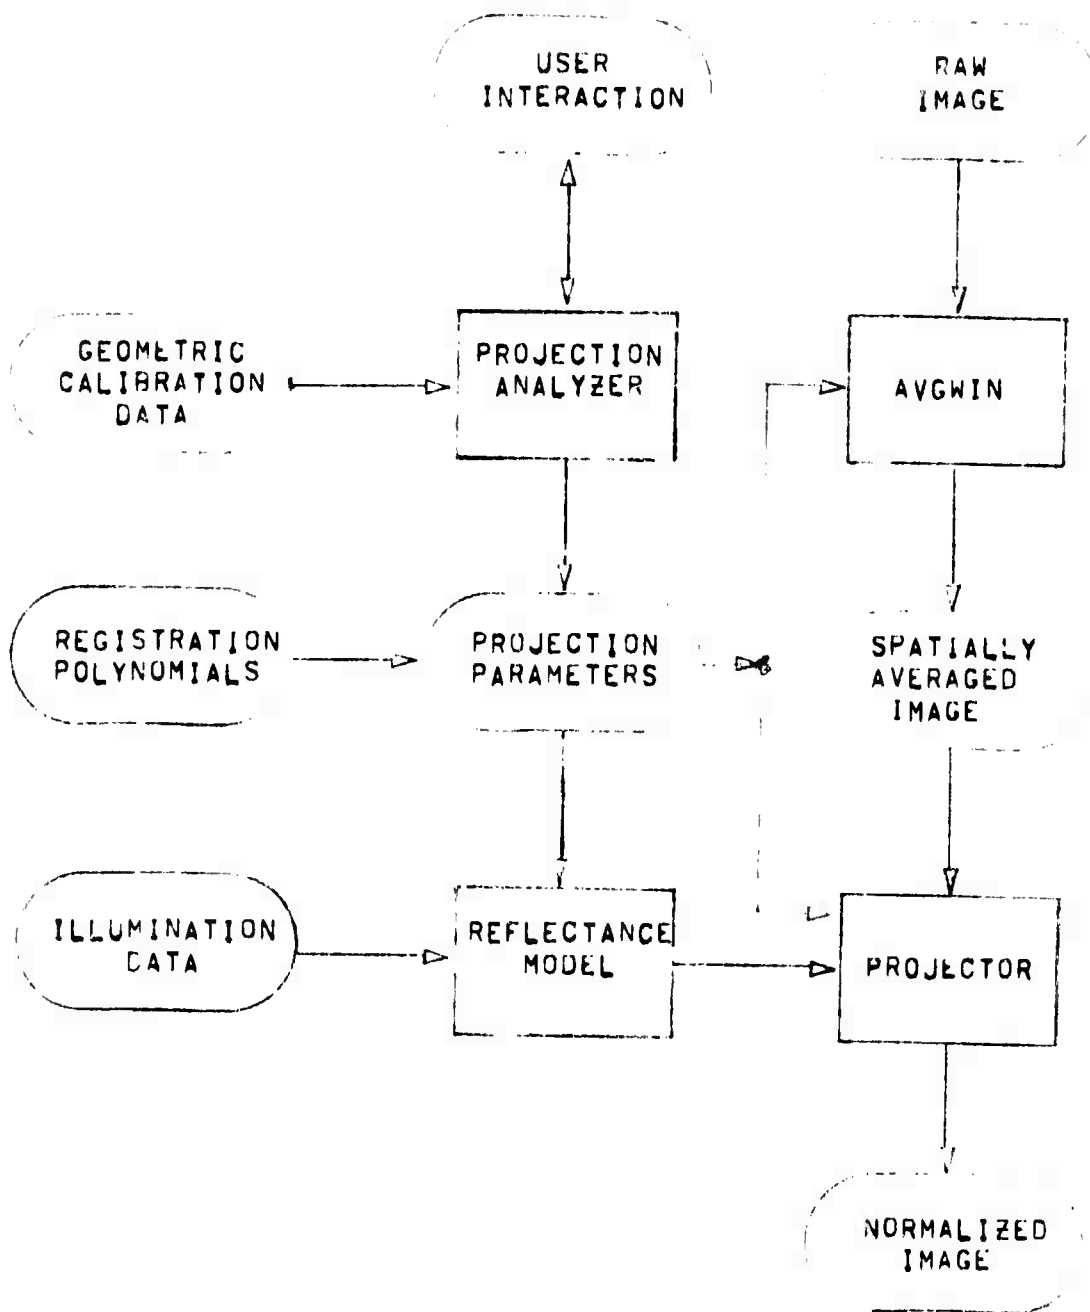 USER
INTERACTION
RAW
IMAGE
GEOMETRIC
CALIBRATION
DATA
PROJECTION
ANALYZER
AVGWIN
REGISTRATION
POLYNOMIALS
PROJECTION
PARAMETERS
SPATIALLY
AVERAGED
IMAGE
ILLUMINATION
DATA
REFLECTANCE
MODEL
PROJECTOR
NORMALIZED
IMAGE